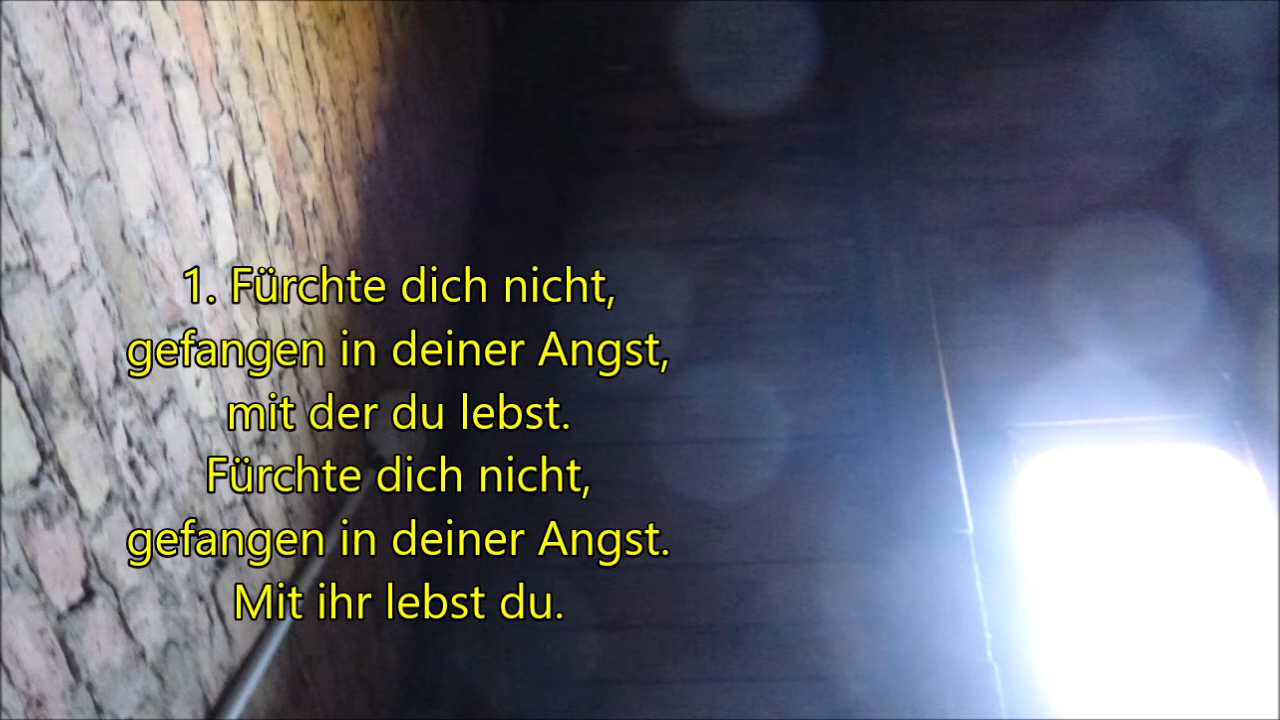 1. Fürchte dich nicht,
gefangen in deiner Angst,
mit der du lebst.
Fürchte dich nicht,
gefangen in deiner Angst.
Mit ihr lebst du.